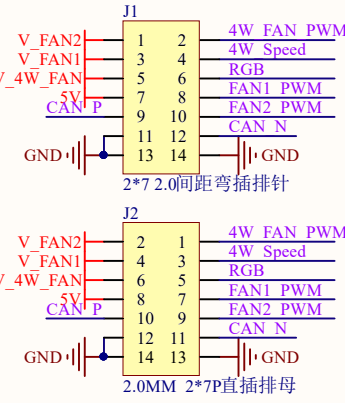 J1
V_FAN2 1 2 4W_FAN_PWM
V_FAN1 3 4 4W_Speed
V_4W_FAN 5 6 RGB
5V 7 8 FAN1_PWM
CAN_P 9 10 FAN2_PWM
11 12 CAN_N
GND 13 14 GND
2*7 2.0间距弯插排针
J2
V_FAN2 2 1 4W_FAN_PWM
V_FAN1 4 3 4W_Speed
V_4W_FAN 6 5 RGB
5V 8 7 FAN1_PWM
CAN_P 10 9 FAN2_PWM
12 11 CAN_N
GND 14 13 GND
2.0MM 2*7P直插排母